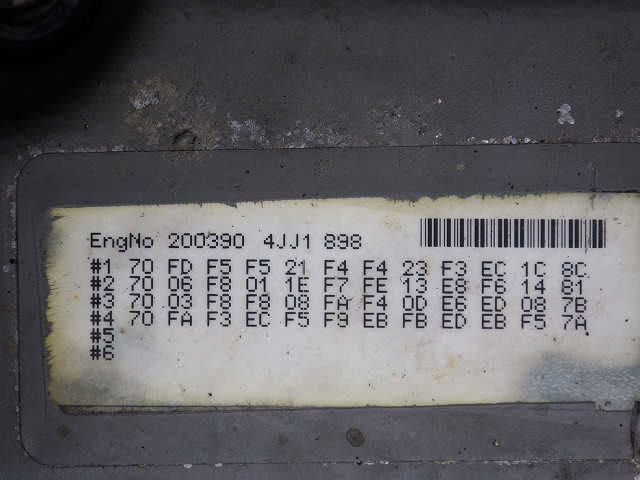 EngNo 200390 4JJ1 898
#1 70 FD F5 F5 21 F4 F4 23 F3 EC 1C 8C
#2 70 06 F8 01 1E F7 FE 13 E8 F6 14 81
#3 70 03 F8 F8 08 FA F4 0D E6 ED 08 7B
#4 70 FA F3 EC F5 F9 EB FB ED EB F5 7A
#5
#6